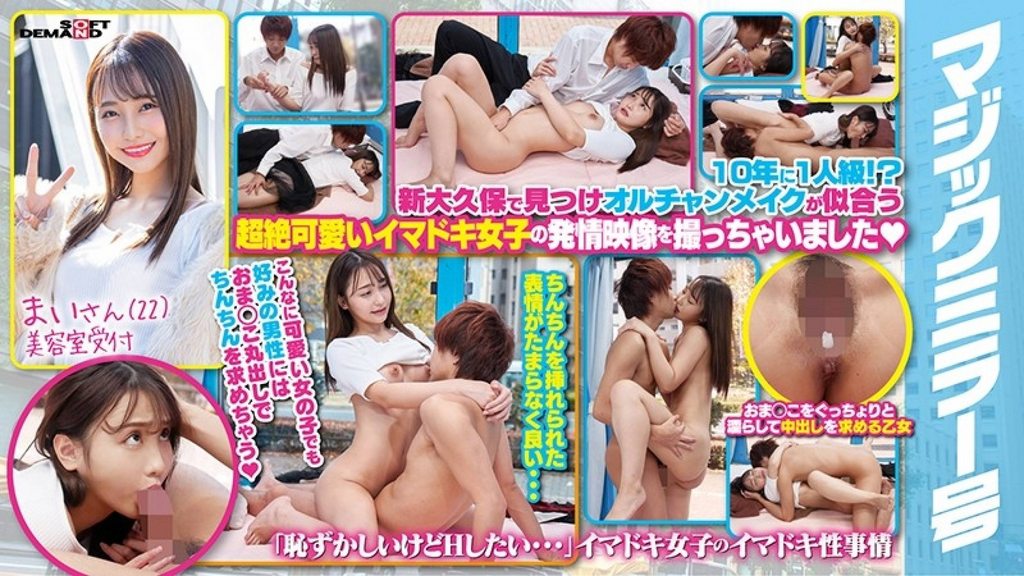 SOFT ON DEMAND
まいさん(22)
美容室受付
10年に1人級!?
新大久保で見つけオルチャンメイクが似合う
超絶可愛いイマドキ女子の発情映像を撮っちゃいました♥
こんなに可愛い女の子でも
好みの男性には
おま○こ丸出しで
ちんちんを求めちゃう♥
ちんちんを挿れられた
表情がたまらなく良い・・・
おま○こをぐっちょりと
濡らして中出しを求める乙女
「恥ずかしいけどHしたい・・・」イマドキ女子のイマドキ性事情
マジックミラー号